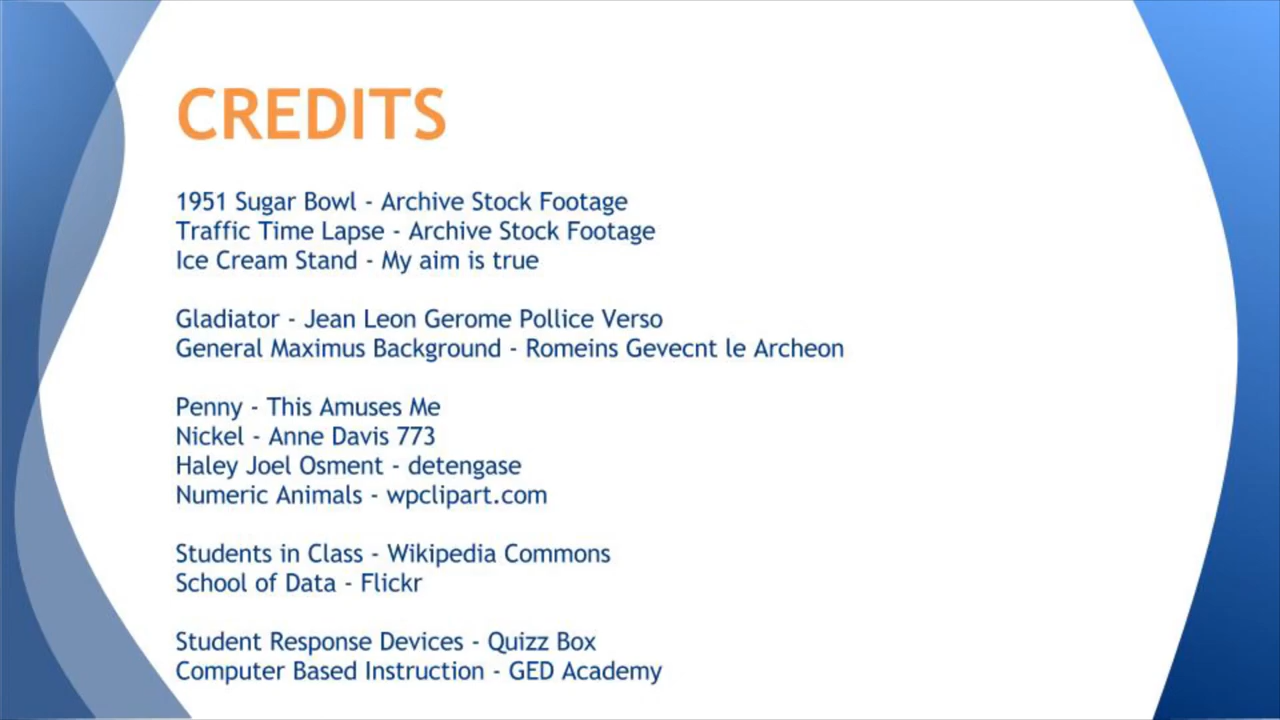 CREDITS
1951 Sugar Bowl - Archive Stock Footage
Traffic Time Lapse - Archive Stock Footage
Ice Cream Stand - My aim is true
Gladiator - Jean Leon Gerome Pollice Verso
General Maximus Background - Romeins Gevecnt le Archeon
Penny - This Amuses Me
Nickel - Anne Davis 773
Haley Joel Osment - detengase
Numeric Animals - wpclipart.com
Students in Class - Wikipedia Commons
School of Data - Flickr
Student Response Devices - Quizz Box
Computer Based Instruction - GED Academy